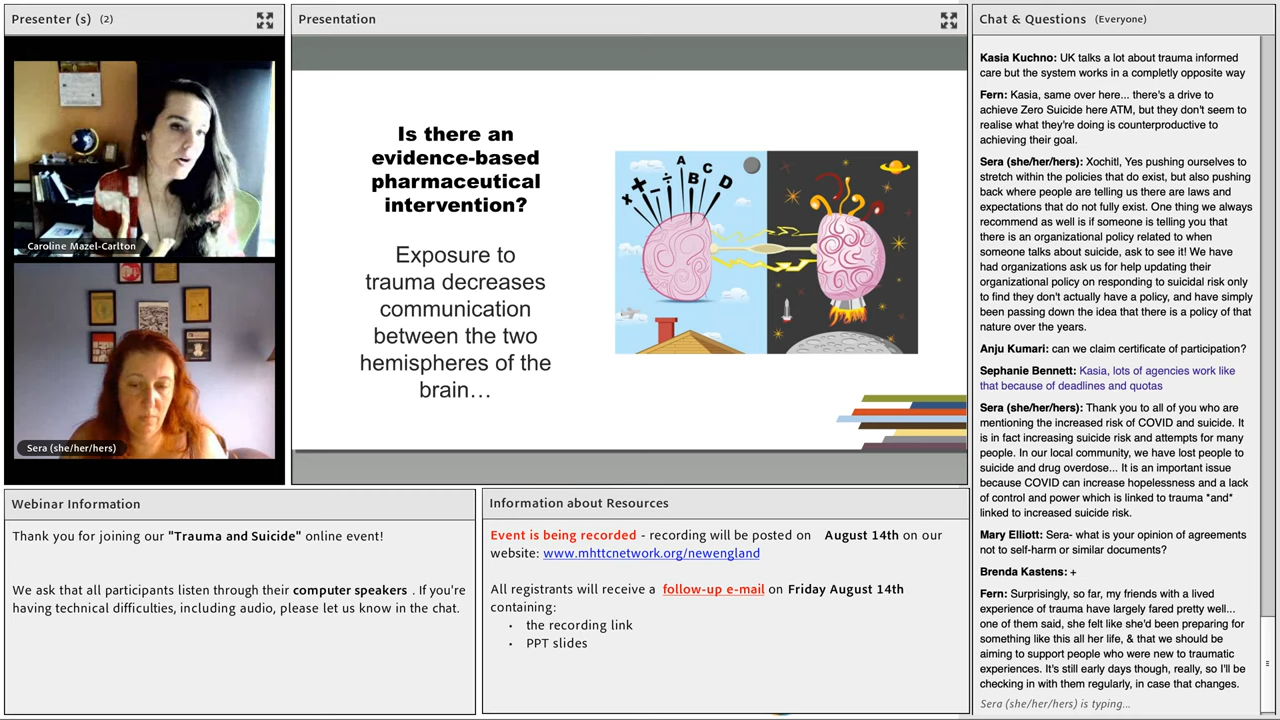 Presenter (s) (2)
Caroline Mazel-Carlton
Sera (she/her/hers)
Presentation
Is there an
evidence-based
pharmaceutical
intervention?
Exposure to
trauma decreases
communication
between the two
hemispheres of the
brain…
X + - ÷ A B C D
Webinar Information
Thank you for joining our "Trauma and Suicide" online event!
We ask that all participants listen through their computer speakers . If you're
having technical difficulties, including audio, please let us know in the chat.
Information about Resources
Event is being recorded - recording will be posted on August 14th on our
website: www.mhttcnetwork.org/newengland
All registrants will receive a follow-up e-mail on Friday August 14th
containing:
• the recording link
• PPT slides
Chat & Questions (Everyone)
Kasia Kuchno: UK talks a lot about trauma informed
care but the system works in a completly opposite way
Fern: Kasia, same over here... there's a drive to
achieve Zero Suicide here ATM, but they don't seem to
realise what they're doing is counterproductive to
achieving their goal.
Sera (she/her/hers): Xochitl, Yes pushing ourselves to
stretch within the policies that do exist, but also pushing
back where people are telling us there are laws and
expectations that do not fully exist. One thing we always
recommend as well is if someone is telling you that
there is an organizational policy related to when
someone talks about suicide, ask to see it! We have
had organizations ask us for help updating their
organizational policy on responding to suicidal risk only
to find they don't actually have a policy, and have simply
been passing down the idea that there is a policy of that
nature over the years.
Anju Kumari: can we claim certificate of participation?
Sephanie Bennett: Kasia, lots of agencies work like
that because of deadlines and quotas
Sera (she/her/hers): Thank you to all of you who are
mentioning the increased risk of COVID and suicide. It
is in fact increasing suicide risk and attempts for many
people. In our local community, we have lost people to
suicide and drug overdose... It is an important issue
because COVID can increase hopelessness and a lack
of control and power which is linked to trauma *and*
linked to increased suicide risk.
Mary Elliott: Sera- what is your opinion of agreements
not to self-harm or similar documents?
Brenda Kastens: +
Fern: Surprisingly, so far, my friends with a lived
experience of trauma have largely fared pretty well...
one of them said, she felt like she'd been preparing for
something like this all her life, & that we should be
aiming to support people who were new to traumatic
experiences. It's still early days though, really, so I'll be
checking in with them regularly, in case that changes.
Sera (she/her/hers) is typing...